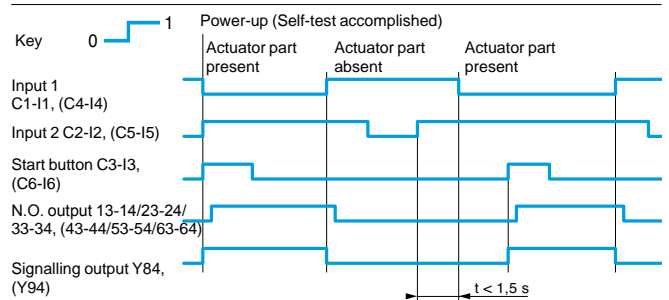 Key
0
1
Power-up (Self-test accomplished)
Actuator part
present
Actuator part
absent
Actuator part
present
Input 1
C1-I1, (C4-I4)
Input 2 C2-I2, (C5-I5)
Start button C3-I3,
(C6-I6)
N.O. output 13-14/23-24/
33-34, (43-44/53-54/63-64)
Signalling output Y84,
(Y94)
t < 1,5 s